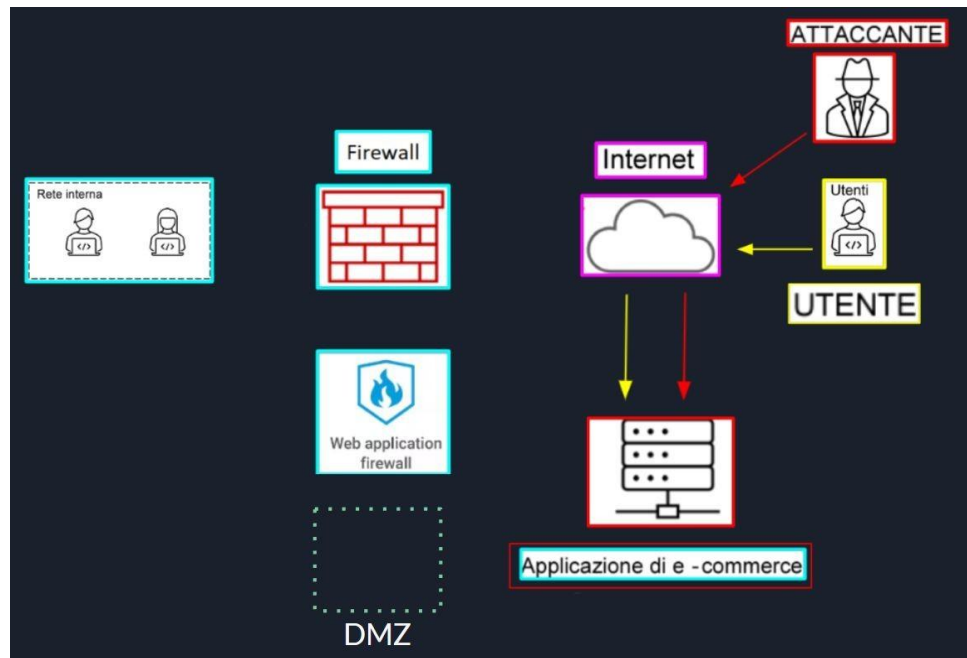 ATTACCANTE
Firewall
Internet
Rete interna
Utenti
UTENTE
Web application
firewall
Applicazione di e -commerce
DMZ